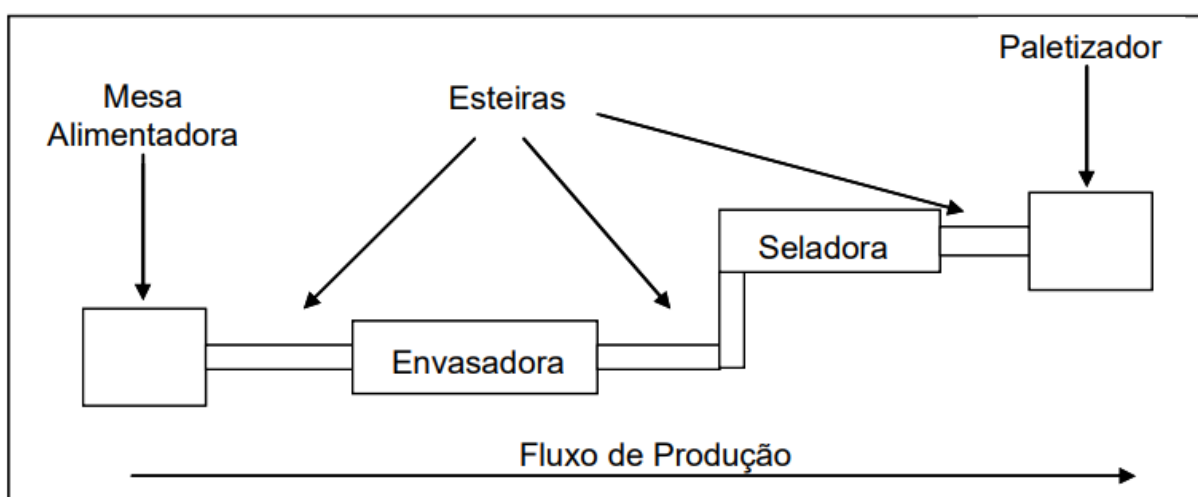 Paletizador
Mesa
Alimentadora
Esteiras
Seladora
Envasadora
Fluxo de Produção